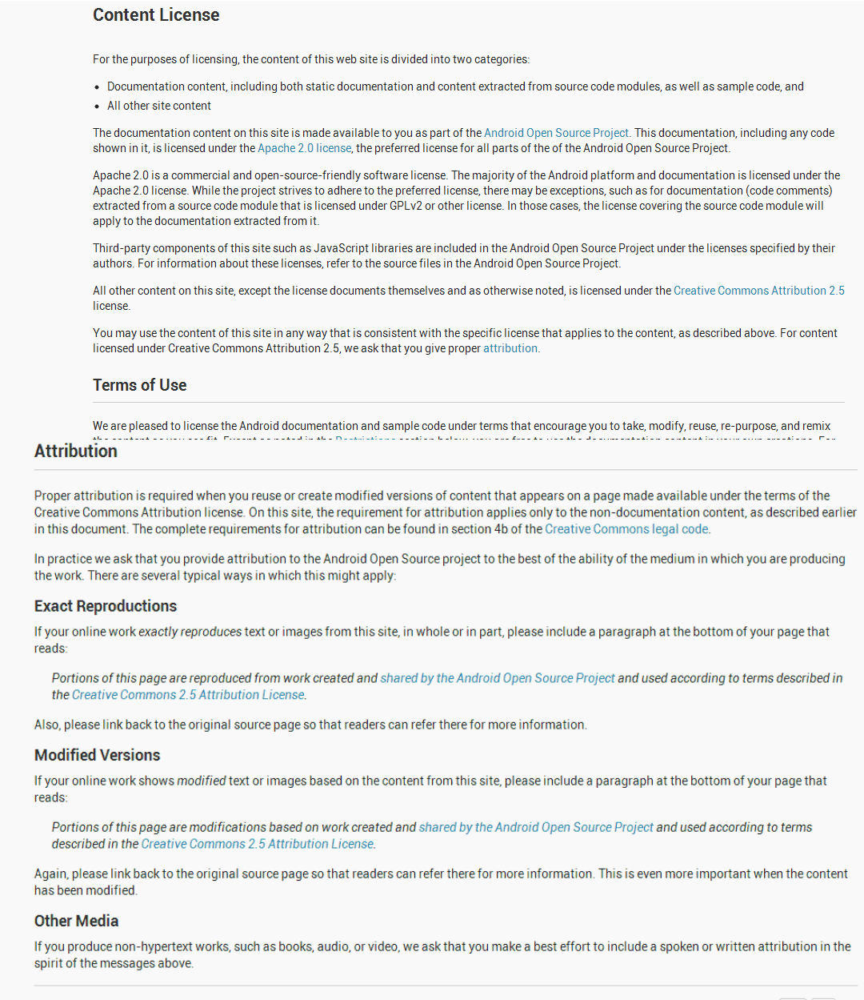 Content License
For the purposes of licensing, the content of this web site is divided into two categories:
• Documentation content, including both static documentation and content extracted from source code modules, as well as sample code, and
• All other site content
The documentation content on this site is made available to you as part of the Android Open Source Project. This documentation, including any code
shown in it, is licensed under the Apache 2.0 license, the preferred license for all parts of the of the Android Open Source Project.
Apache 2.0 is a commercial and open-source-friendly software license. The majority of the Android platform and documentation is licensed under the
Apache 2.0 license. While the project strives to adhere to the preferred license, there may be exceptions, such as for documentation (code comments)
extracted from a source code module that is licensed under GPLv2 or other license. In those cases, the license covering the source code module will
apply to the documentation extracted from it.
Third-party components of this site such as JavaScript libraries are included in the Android Open Source Project under the licenses specified by their
authors. For information about these licenses, refer to the source files in the Android Open Source Project.
All other content on this site, except the license documents themselves and as otherwise noted, is licensed under the Creative Commons Attribution 2.5
license.
You may use the content of this site in any way that is consistent with the specific license that applies to the content, as described above. For content
licensed under Creative Commons Attribution 2.5, we ask that you give proper attribution.
Terms of Use
We are pleased to license the Android documentation and sample code under terms that encourage you to take, modify, reuse, re-purpose, and remix
Attribution
Proper attribution is required when you reuse or create modified versions of content that appears on a page made available under the terms of the
Creative Commons Attribution license. On this site, the requirement for attribution applies only to the non-documentation content, as described earlier
in this document. The complete requirements for attribution can be found in section 4b of the Creative Commons legal code.
In practice we ask that you provide attribution to the Android Open Source project to the best of the ability of the medium in which you are producing
the work. There are several typical ways in which this might apply:
Exact Reproductions
If your online work exactly reproduces text or images from this site, in whole or in part, please include a paragraph at the bottom of your page that
reads:
Portions of this page are reproduced from work created and shared by the Android Open Source Project and used according to terms described in
the Creative Commons 2.5 Attribution License.
Also, please link back to the original source page so that readers can refer there for more information.
Modified Versions
If your online work shows modified text or images based on the content from this site, please include a paragraph at the bottom of your page that
reads:
Portions of this page are modifications based on work created and shared by the Android Open Source Project and used according to terms
described in the Creative Commons 2.5 Attribution License.
Again, please link back to the original source page so that readers can refer there for more information. This is even more important when the content
has been modified.
Other Media
If you produce non-hypertext works, such as books, audio, or video, we ask that you make a best effort to include a spoken or written attribution in the
spirit of the messages above.